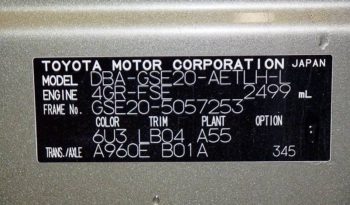 TOYOTA MOTOR CORPORATION JAPAN
MODEL DBA-GSE20-AETLH-L
ENGINE 4GR-FSE 2499 mL
FRAME No. GSE20-5057253
COLOR TRIM PLANT OPTION
6U3 LB04 A55
TRANS./AXLE A960E B01A 345